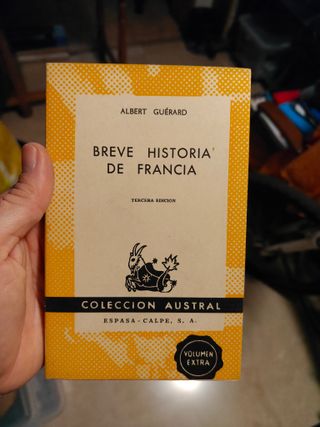 ALBERT GUÉRARD
BREVE HISTORIA
DE FRANCIA
TERCERA EDICION
COLECCION AUSTRAL
ESPASA - CALPE, S. A.
VOLUMEN
EXTRA